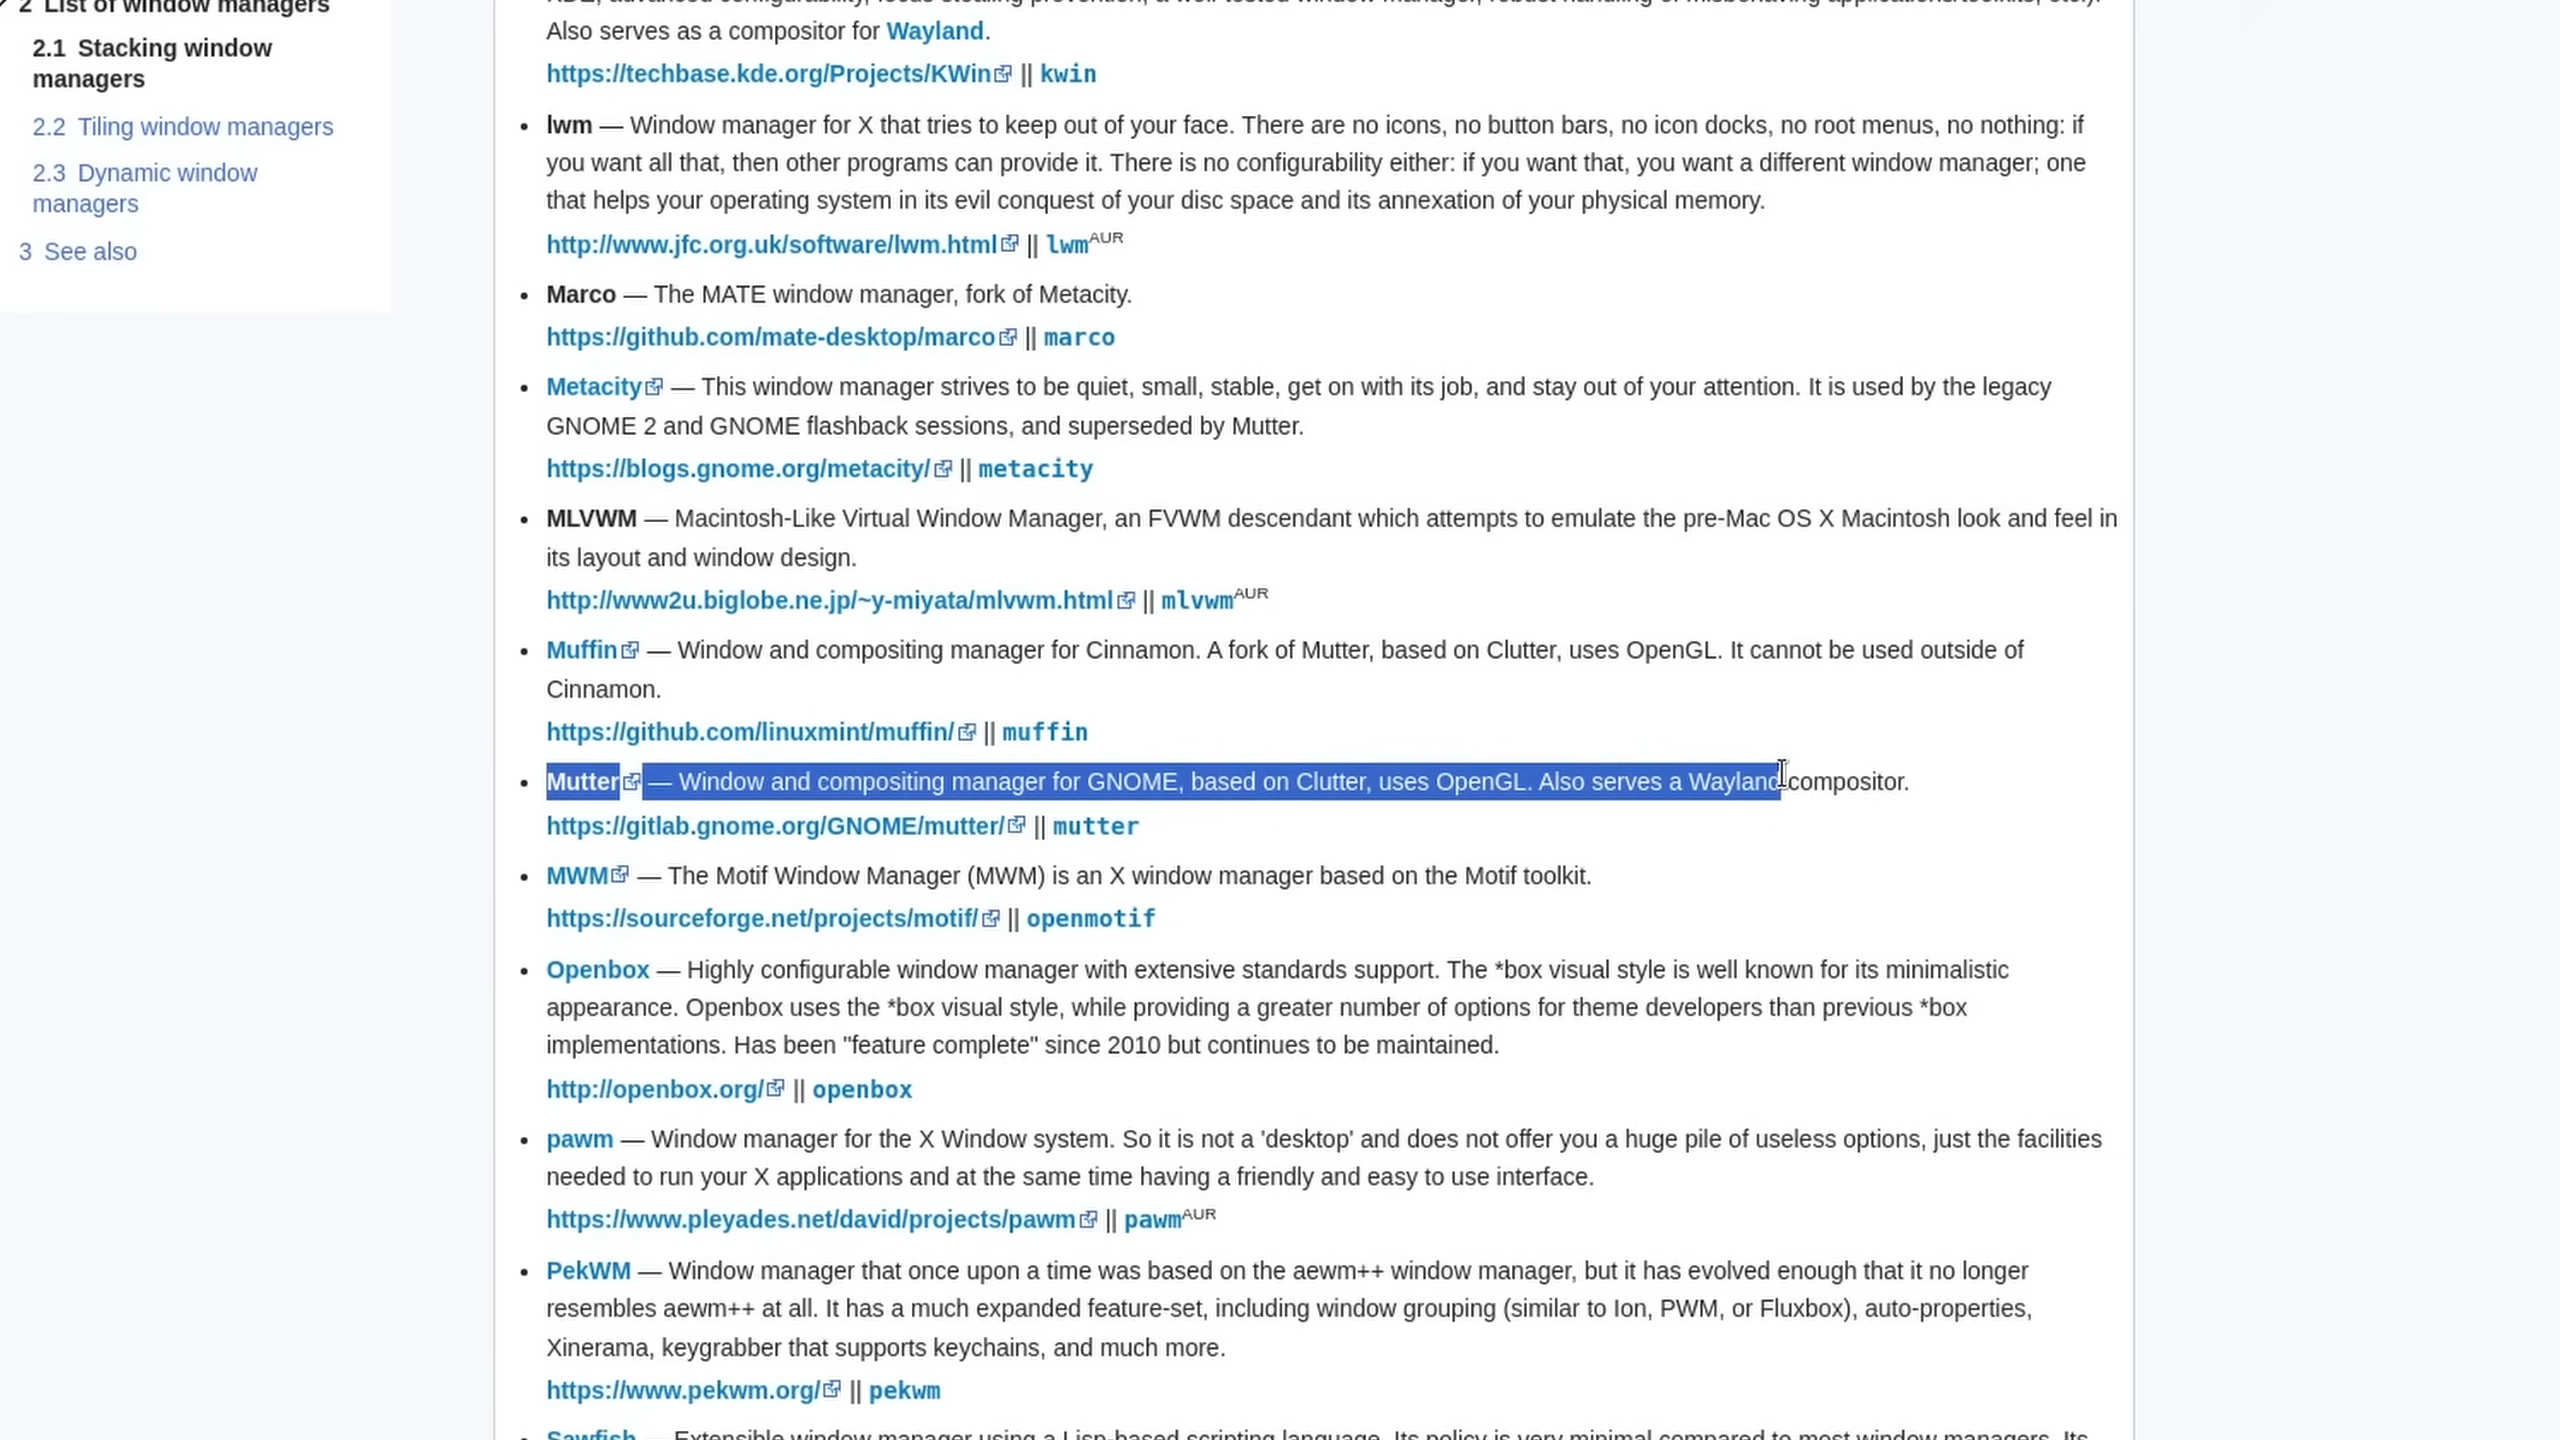 2 List of window managers
2.1 Stacking window
managers
2.2 Tiling window managers
2.3 Dynamic window
managers
3 See also
KDE, advanced configurability, focus stealing prevention, a well-tested window manager, robust handling of misbehaving applications/toolkits, etc.).
Also serves as a compositor for Wayland.
https://techbase.kde.org/Projects/KWin || kwin
• lwm — Window manager for X that tries to keep out of your face. There are no icons, no button bars, no icon docks, no root menus, no nothing: if
you want all that, then other programs can provide it. There is no configurability either: if you want that, you want a different window manager; one
that helps your operating system in its evil conquest of your disc space and its annexation of your physical memory.
http://www.jfc.org.uk/software/lwm.html || lwmAUR
• Marco — The MATE window manager, fork of Metacity.
https://github.com/mate-desktop/marco || marco
• Metacity — This window manager strives to be quiet, small, stable, get on with its job, and stay out of your attention. It is used by the legacy
GNOME 2 and GNOME flashback sessions, and superseded by Mutter.
https://blogs.gnome.org/metacity/ || metacity
• MLVWM — Macintosh-Like Virtual Window Manager, an FVWM descendant which attempts to emulate the pre-Mac OS X Macintosh look and feel in
its layout and window design.
http://www2u.biglobe.ne.jp/~y-miyata/mlvwm.html || mlvwmAUR
• Muffin — Window and compositing manager for Cinnamon. A fork of Mutter, based on Clutter, uses OpenGL. It cannot be used outside of
Cinnamon.
https://github.com/linuxmint/muffin/ || muffin
• Mutter — Window and compositing manager for GNOME, based on Clutter, uses OpenGL. Also serves a Wayland compositor.
https://gitlab.gnome.org/GNOME/mutter/ || mutter
• MWM — The Motif Window Manager (MWM) is an X window manager based on the Motif toolkit.
https://sourceforge.net/projects/motif/ || openmotif
• Openbox — Highly configurable window manager with extensive standards support. The *box visual style is well known for its minimalistic
appearance. Openbox uses the *box visual style, while providing a greater number of options for theme developers than previous *box
implementations. Has been "feature complete" since 2010 but continues to be maintained.
http://openbox.org/ || openbox
• pawm — Window manager for the X Window system. So it is not a 'desktop' and does not offer you a huge pile of useless options, just the facilities
needed to run your X applications and at the same time having a friendly and easy to use interface.
https://www.pleyades.net/david/projects/pawm || pawmAUR
• PekWM — Window manager that once upon a time was based on the aewm++ window manager, but it has evolved enough that it no longer
resembles aewm++ at all. It has a much expanded feature-set, including window grouping (similar to Ion, PWM, or Fluxbox), auto-properties,
Xinerama, keygrabber that supports keychains, and much more.
https://www.pekwm.org/ || pekwm
• Sawfish — Extensible window manager using a Lisp-based scripting language. Its policy is very minimal compared to most window managers. Its